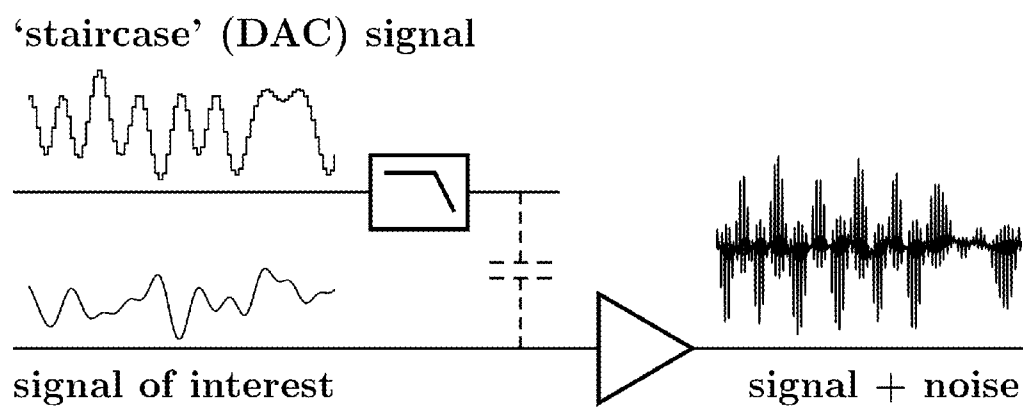 ‘staircase’ (DAC) signal
signal of interest
signal + noise